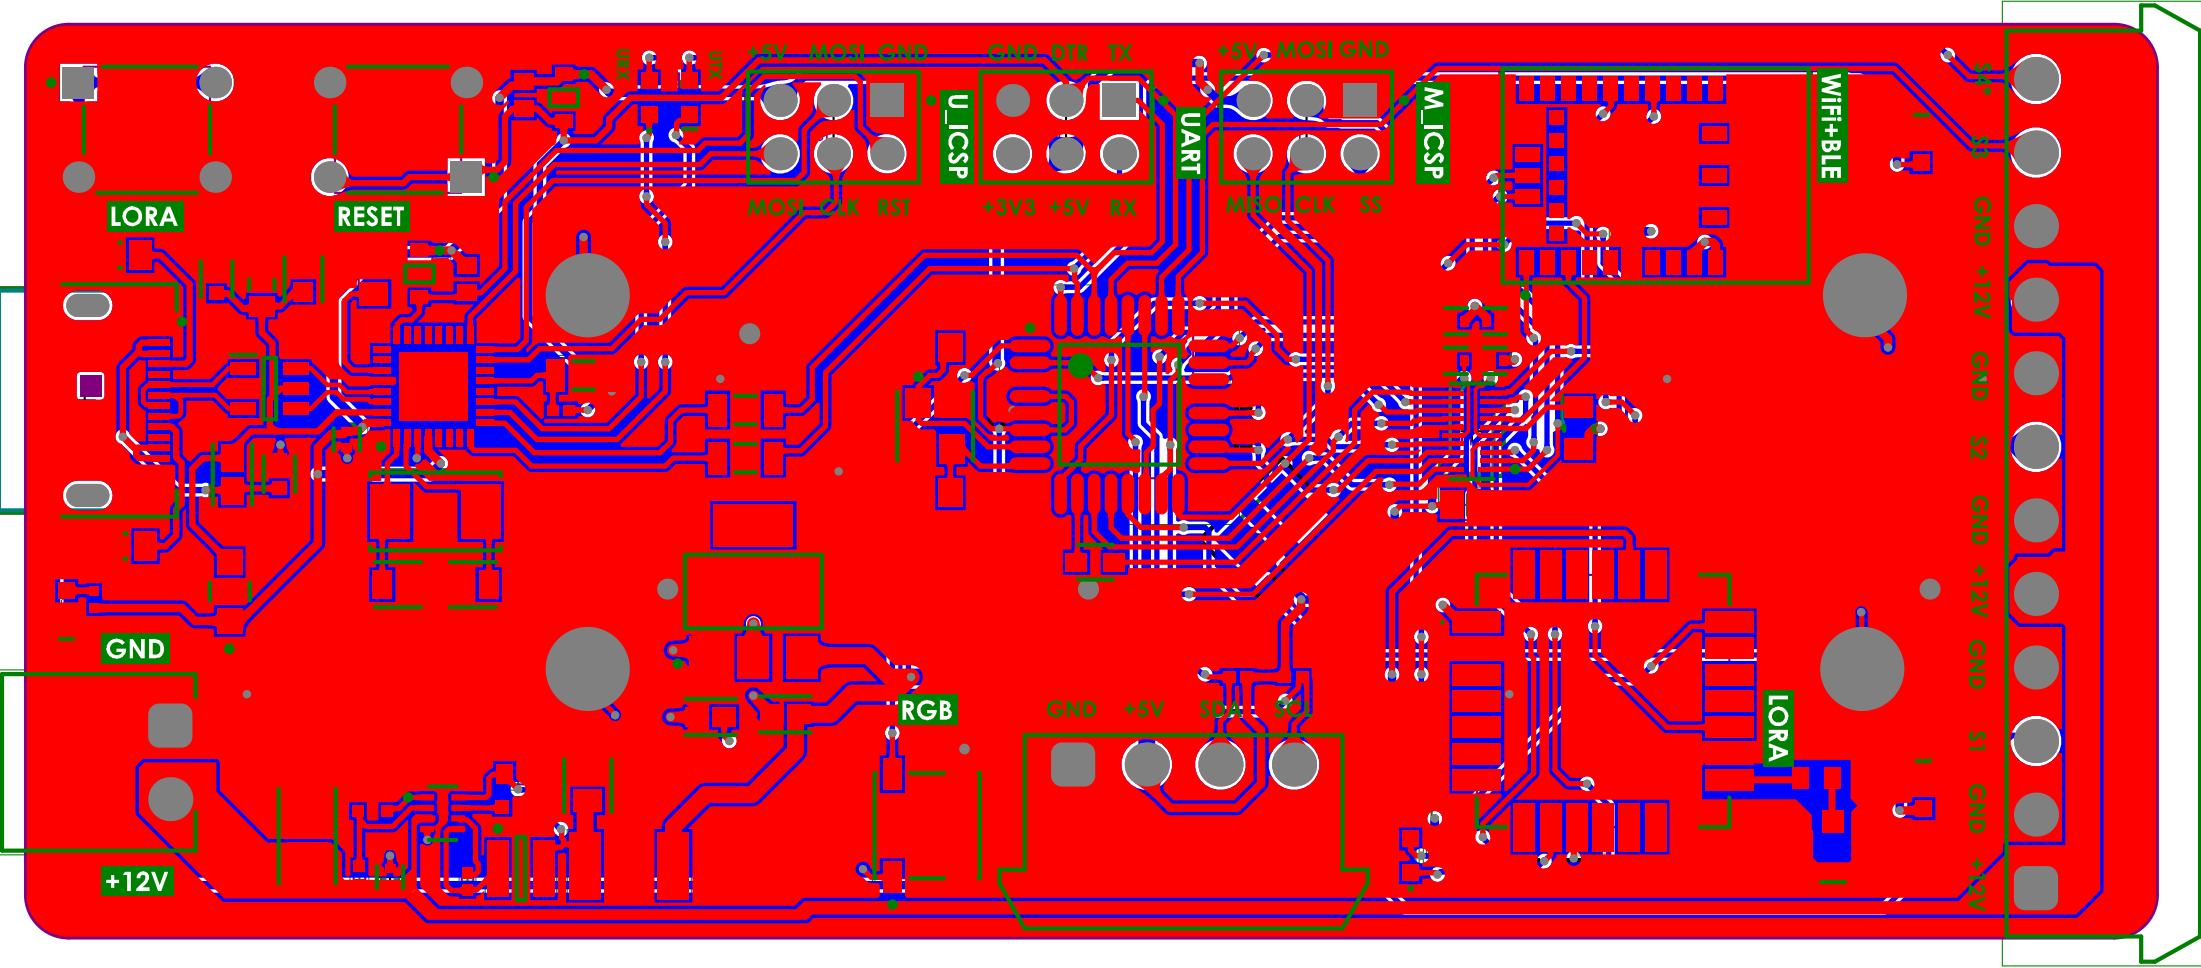 URX
UTX
+5V MOSI GND
U_ICSP
MOSI CLK RST
GND DTR TX
UART
+3V3 +5V RX
+5V MOSI GND
M_ICSP
MISO CLK SS
WiFi+BLE
LORA
RESET
S4
S3
GND
+12V
GND
S2
GND
+12V
GND
S1
GND
+12V
GND
+12V
RGB
GND +5V SDA SCL
LORA